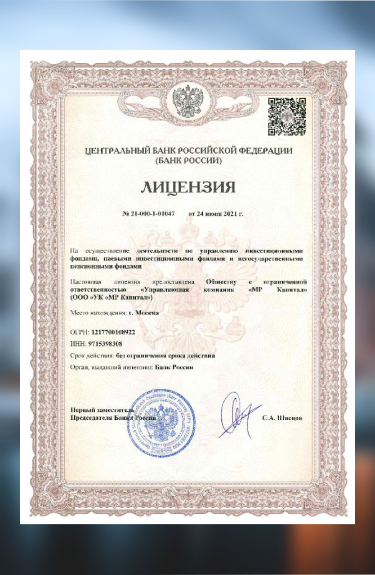 ЦЕНТРАЛЬНЫЙ БАНК РОССИЙСКОЙ ФЕДЕРАЦИИ
(БАНК РОССИИ)
ЛИЦЕНЗИЯ
№ 21-000-1-01047 от 24 июня 2021 г.
На осуществление деятельности по управлению инвестиционными
фондами, паевыми инвестиционными фондами и негосударственными
пенсионными фондами
Настоящая лицензия предоставлена Обществу с ограниченной
ответственностью «Управляющая компания «МР Капитал»
(ООО «УК «МР Капитал»)
Место нахождения: г. Москва
ОГРН: 1217700108922
ИНН: 9715398308
Срок действия: без ограничения срока действия
Орган, выдавший лицензию: Банк России
Первый заместитель
Председателя Банка России С.А. Швецов